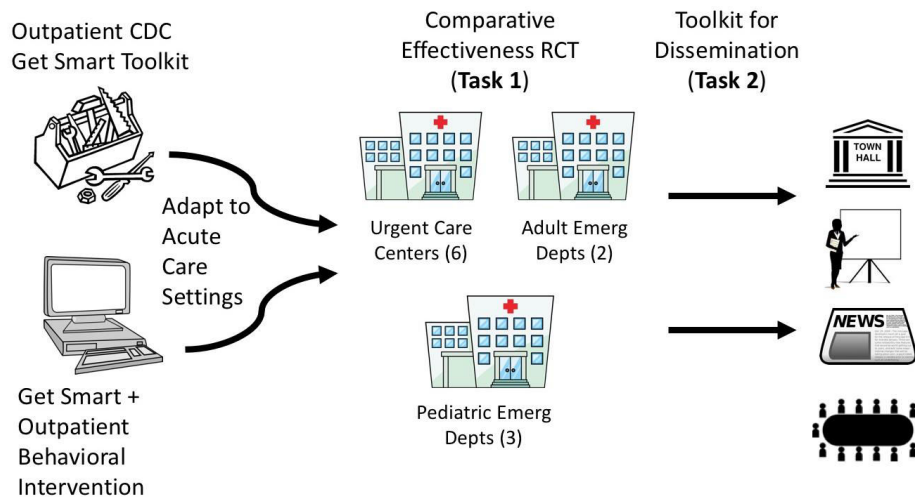 Outpatient CDC
Get Smart Toolkit
Adapt to
Acute
Care
Settings
Get Smart +
Outpatient
Behavioral
Intervention
Comparative
Effectiveness RCT
(Task 1)
Urgent Care
Centers (6)
Adult Emerg
Depts (2)
Pediatric Emerg
Depts (3)
Toolkit for
Dissemination
(Task 2)
TOWN
HALL
NEWS